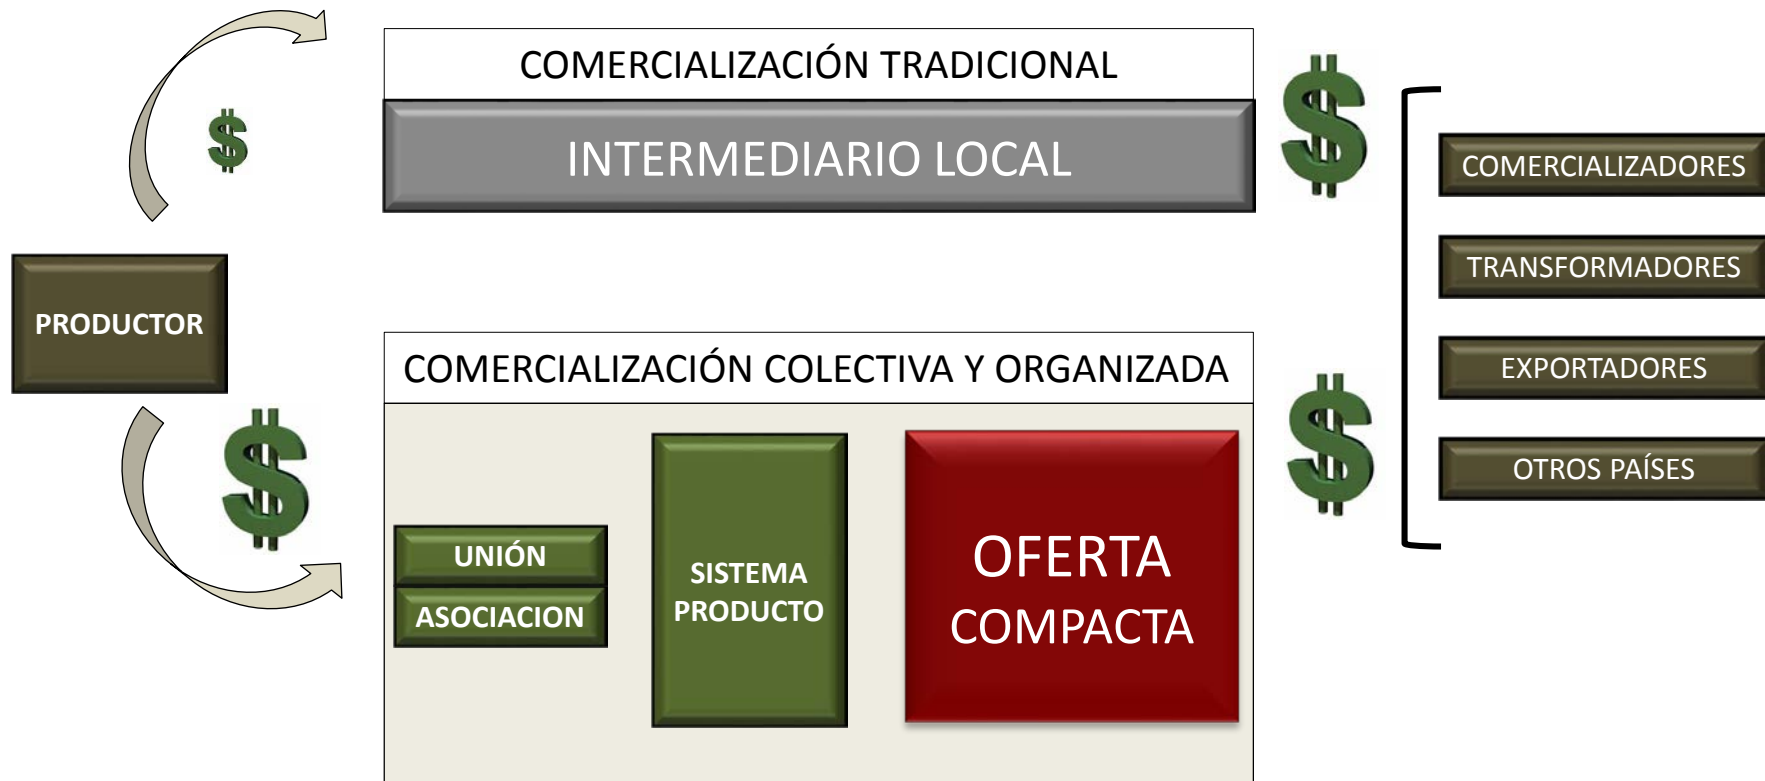 COMERCIALIZACIÓN TRADICIONAL
INTERMEDIARIO LOCAL
$
$
PRODUCTOR
COMERCIALIZACIÓN COLECTIVA Y ORGANIZADA
$
$
UNIÓN
ASOCIACION
SISTEMA
PRODUCTO
OFERTA
COMPACTA
COMERCIALIZADORES
TRANSFORMADORES
EXPORTADORES
OTROS PAÍSES